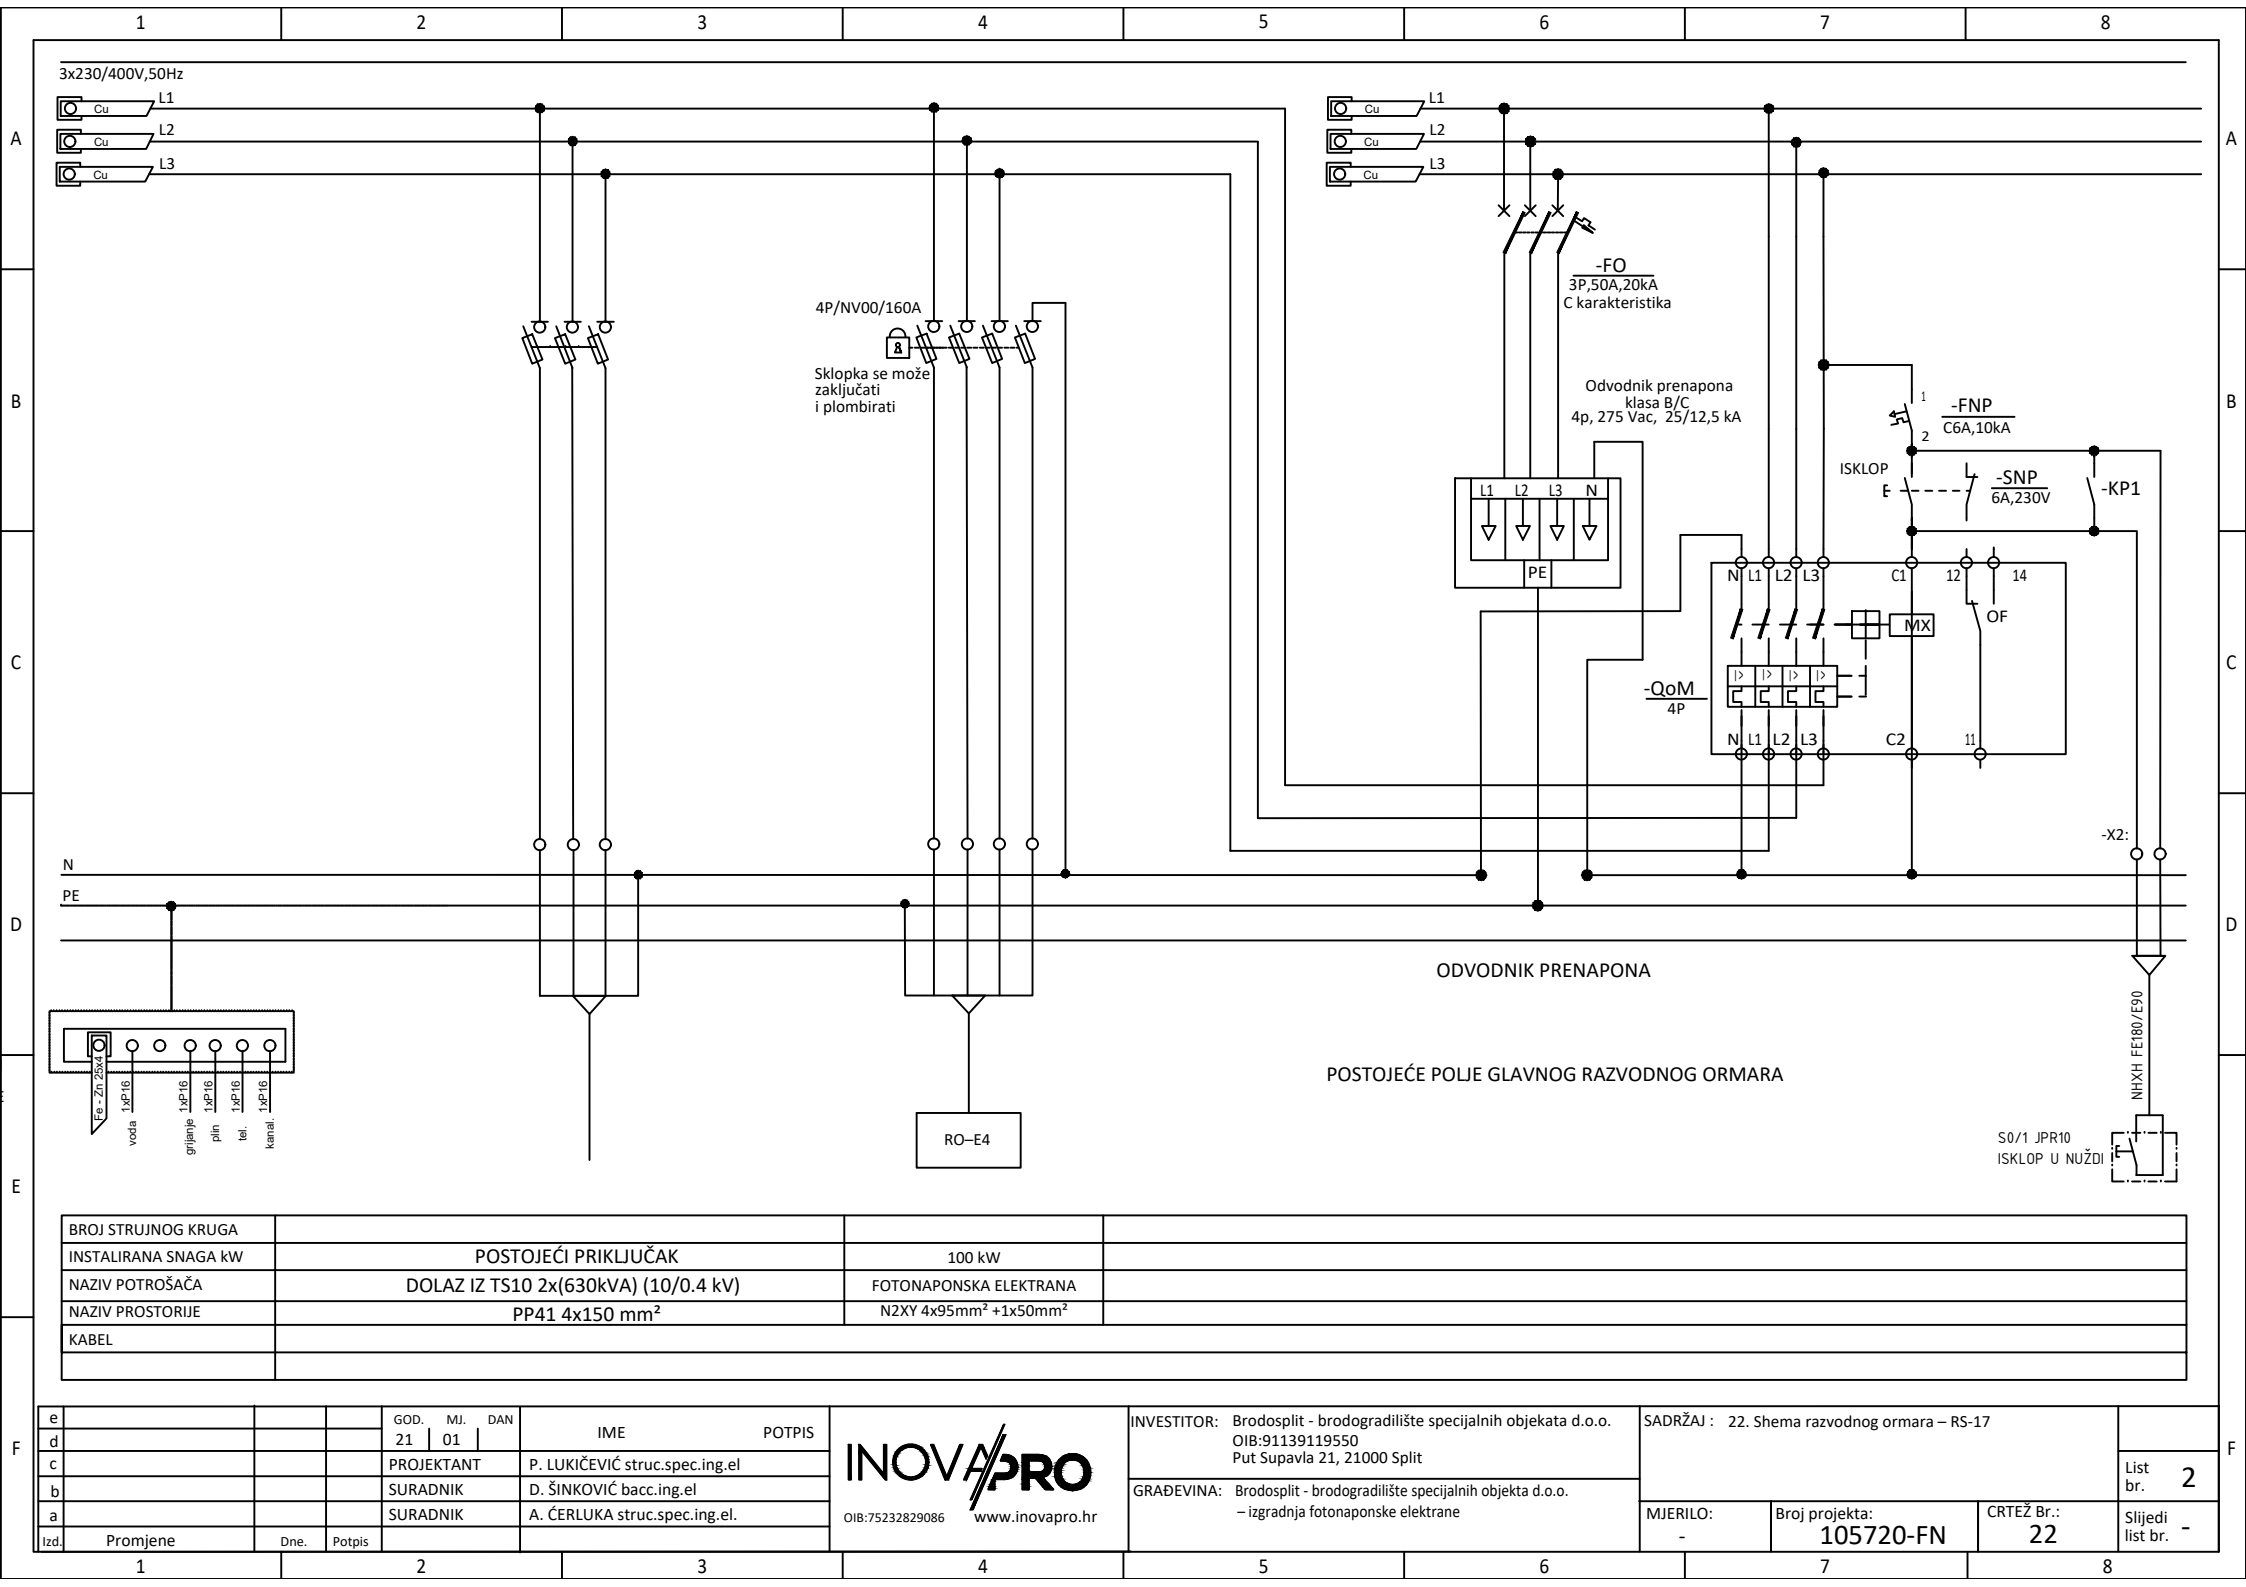 1 2 3 4 5 6 7 8
A
B
C
D
E
F
A
B
C
D
F
3x230/400V,50Hz
Cu L1
Cu L2
Cu L3
Cu L1
Cu L2
Cu L3
4P/NV00/160A
Sklopka se može
zaključati
i plombirati
-FO
3P,50A,20kA
C karakteristika
Odvodnik prenapona
klasa B/C
4p, 275 Vac, 25/12,5 kA
L1 L2 L3 N
PE
1
2
-FNP
C6A,10kA
ISKLOP
-SNP
6A,230V
-KP1
N L1 L2 L3 C1 12 14
MX
OF
I> I> I> I>
-QoM
4P
N L1 L2 L3 C2 11
-X2:
N
PE
ODVODNIK PRENAPONA
POSTOJEĆE POLJE GLAVNOG RAZVODNOG ORMARA
NHXH FE180/E90
S0/1 JPR10
ISKLOP U NUŽDI
Fe - Zn 25x4
1xP16
voda
1xP16
grijanje
1xP16
plin
1xP16
tel.
1xP16
kanal.
RO–E4
BROJ STRUJNOG KRUGA
INSTALIRANA SNAGA kW POSTOJEĆI PRIKLJUČAK 100 kW
NAZIV POTROŠAČA DOLAZ IZ TS10 2x(630kVA) (10/0.4 kV) FOTONAPONSKA ELEKTRANA
NAZIV PROSTORIJE PP41 4x150 mm² N2XY 4x95mm² +1x50mm²
KABEL
e
d
c
b
a
Izd. Promjene Dne. Potpis
GOD. MJ. DAN
21 01
IME POTPIS
PROJEKTANT P. LUKIČEVIĆ struc.spec.ing.el
SURADNIK D. ŠINKOVIĆ bacc.ing.el
SURADNIK A. ĆERLUKA struc.spec.ing.el.
INOVAPRO
OIB:75232829086 www.inovapro.hr
INVESTITOR: Brodosplit - brodogradilište specijalnih objekata d.o.o.
OIB:91139119550
Put Supavla 21, 21000 Split
GRAĐEVINA: Brodosplit - brodogradilište specijalnih objekta d.o.o.
– izgradnja fotonaponske elektrane
SADRŽAJ : 22. Shema razvodnog ormara – RS-17
MJERILO:
-
Broj projekta:
105720-FN
CRTEŽ Br.:
22
List
br. 2
Slijedi
list br. -
1 2 3 4 5 6 7 8